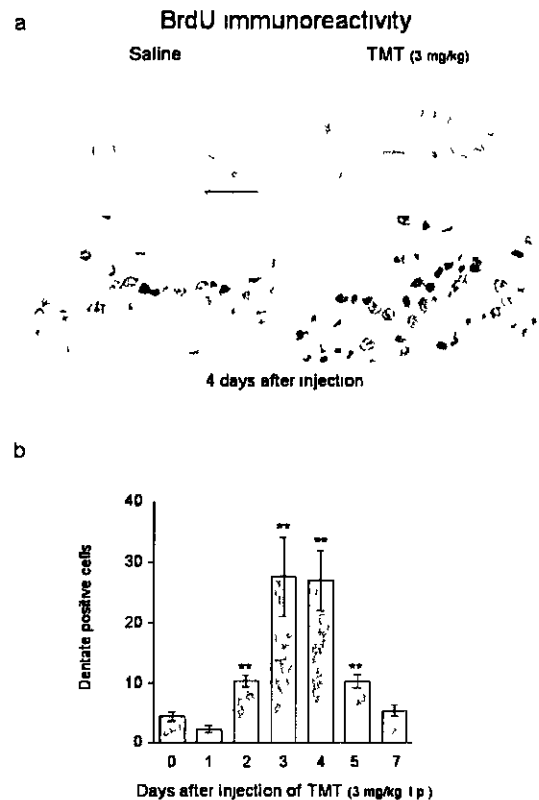 a
BrdU immunoreactivity
Saline TMT (3 mg/kg)
4 days after injection
b
Dentate positive cells
40
30
20
10
0
** ** ** **
0 1 2 3 4 5 7
Days after injection of TMT (3 mg/kg i p)